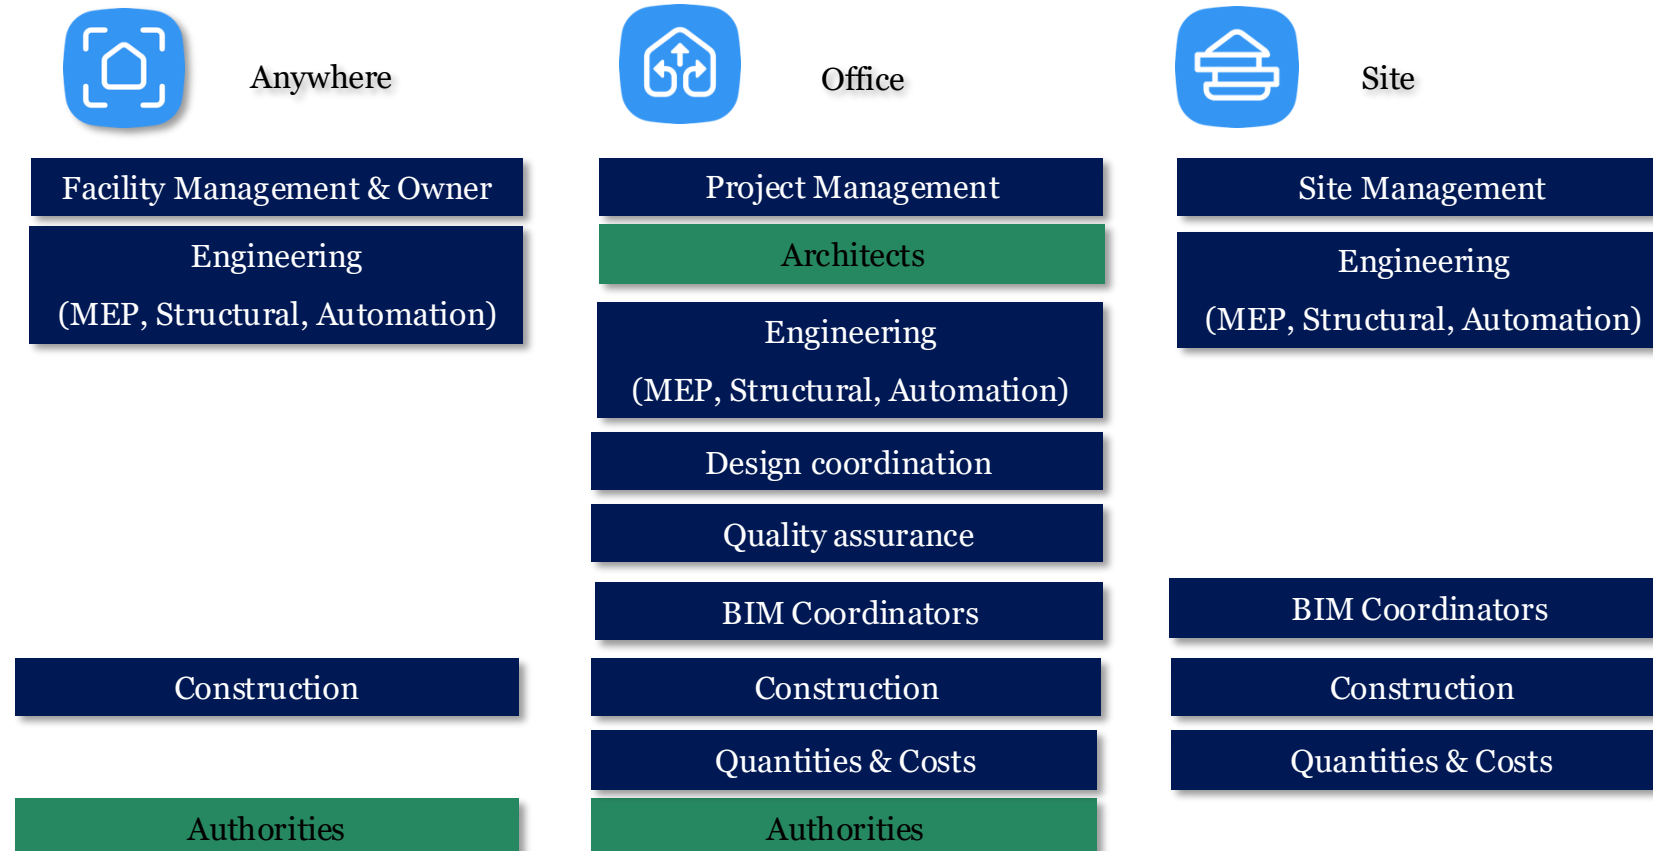 Anywhere
Office
Site
Facility Management & Owner
Project Management
Site Management
Engineering
(MEP, Structural, Automation)
Architects
Engineering
(MEP, Structural, Automation)
Engineering
(MEP, Structural, Automation)
Design coordination
Quality assurance
BIM Coordinators
BIM Coordinators
Construction
Construction
Construction
Quantities & Costs
Quantities & Costs
Authorities
Authorities